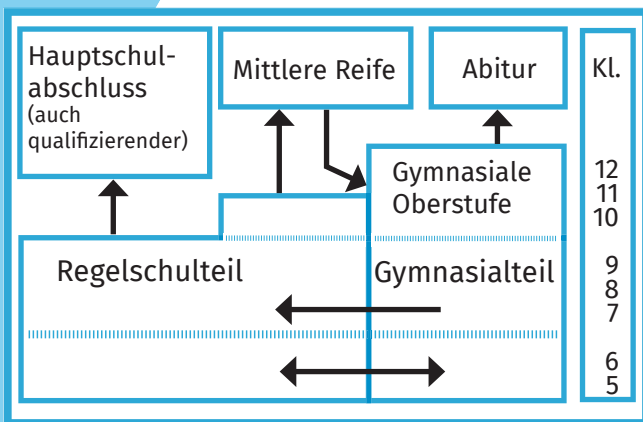 Hauptschul-
abschluss
(auch
qualifizierender)
Mittlere Reife
Abitur
Kl.
Gymnasiale
Oberstufe
12
11
10
Regelschulteil
Gymnasialteil
9
8
7
6
5